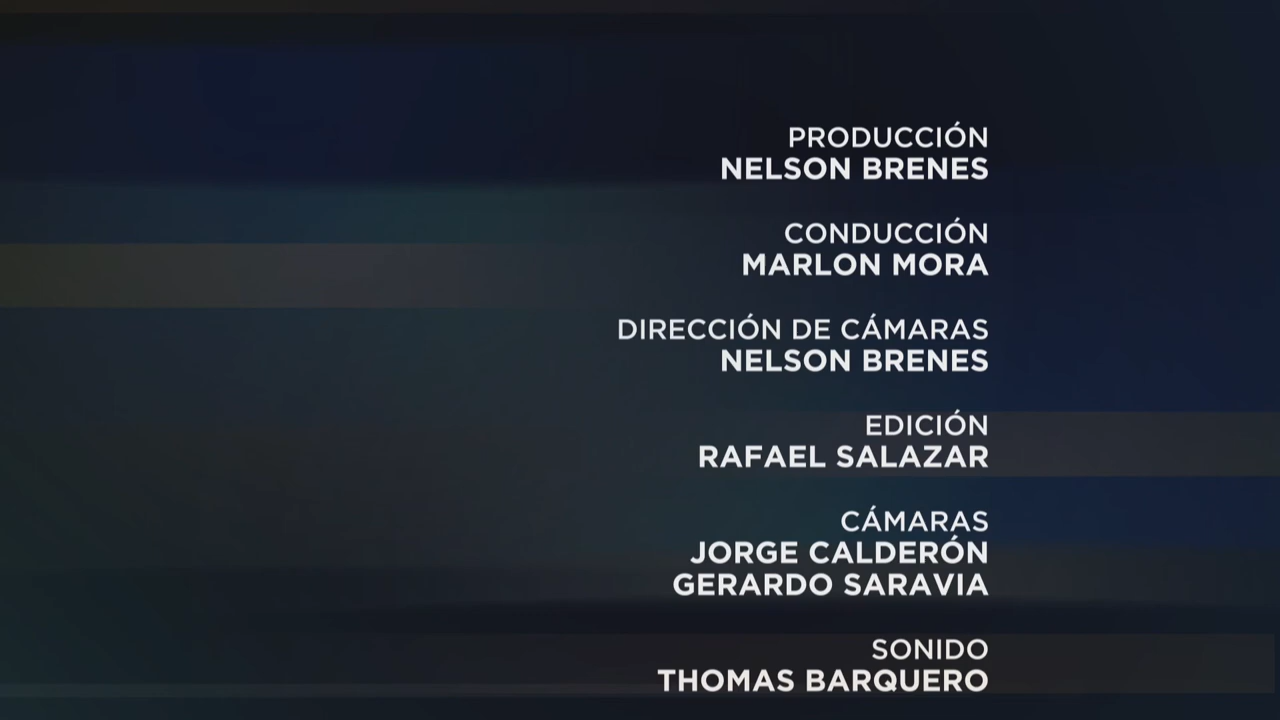 PRODUCCIÓN
NELSON BRENES
CONDUCCIÓN
MARLON MORA
DIRECCIÓN DE CÁMARAS
NELSON BRENES
EDICIÓN
RAFAEL SALAZAR
CÁMARAS
JORGE CALDERÓN
GERARDO SARAVIA
SONIDO
THOMAS BARQUERO